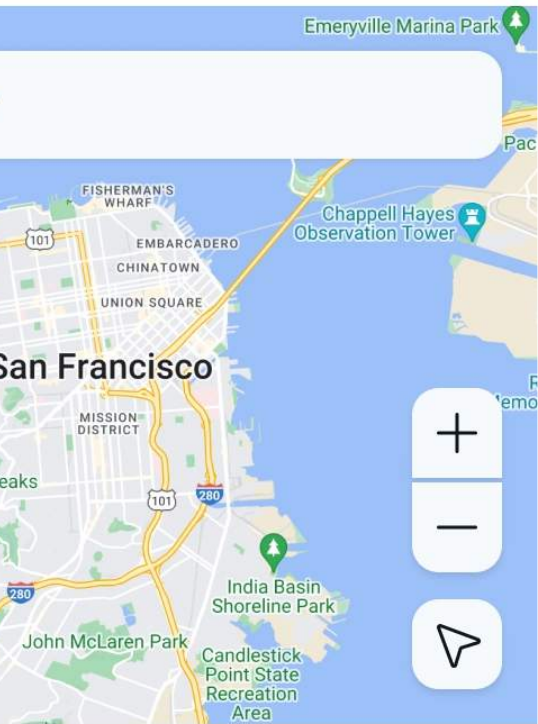 Emeryville Marina Park
Pac
FISHERMAN'S
WHARF
Chappell Hayes
Observation Tower
101
EMBARCADERO
CHINATOWN
UNION SQUARE
San Francisco
MISSION
DISTRICT
emo
eaks
101
280
India Basin
Shoreline Park
280
John McLaren Park
Candlestick
Point State
Recreation
Area